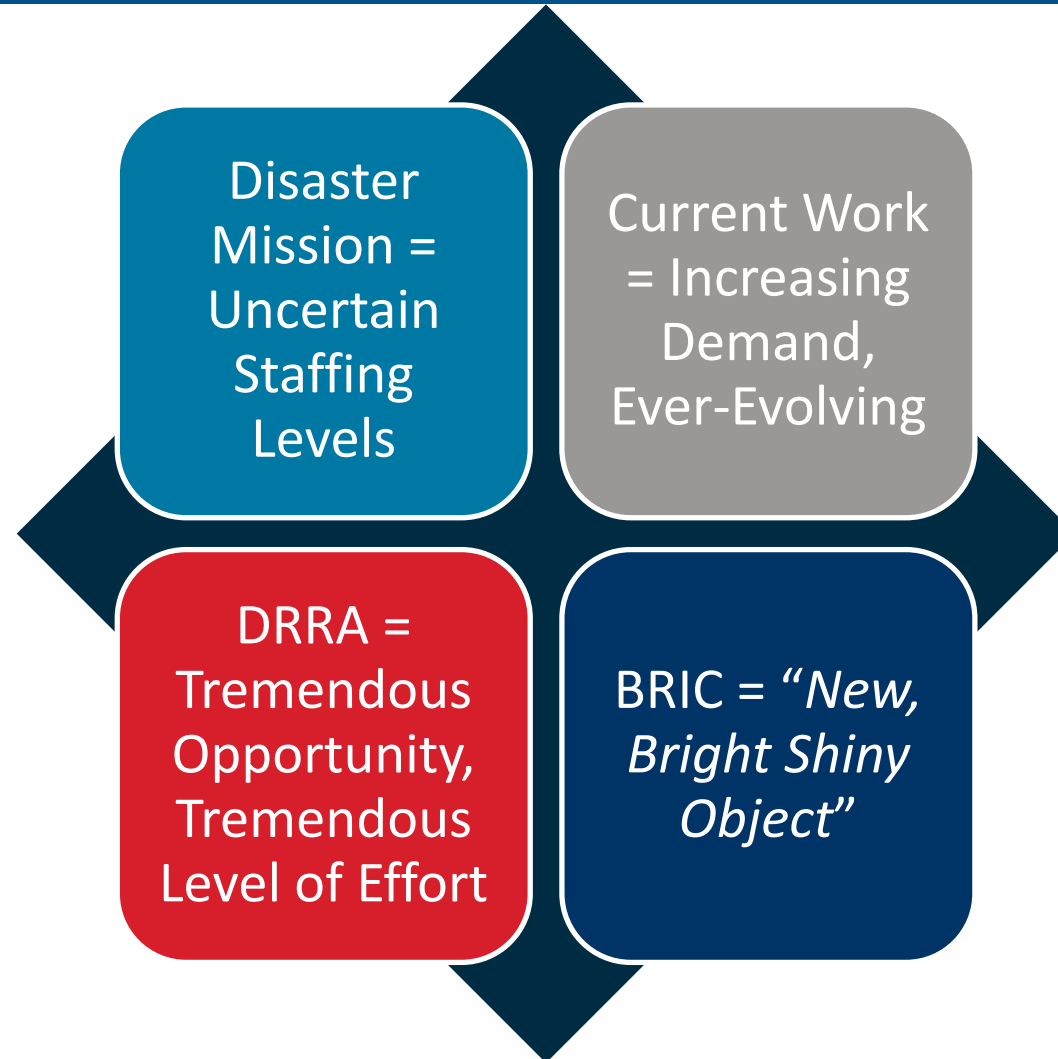 Disaster
Mission =
Uncertain
Staffing
Levels
Current Work
= Increasing
Demand,
Ever-Evolving
DRRA =
Tremendous
Opportunity,
Tremendous
Level of Effort
BRIC = “New,
Bright Shiny
Object”